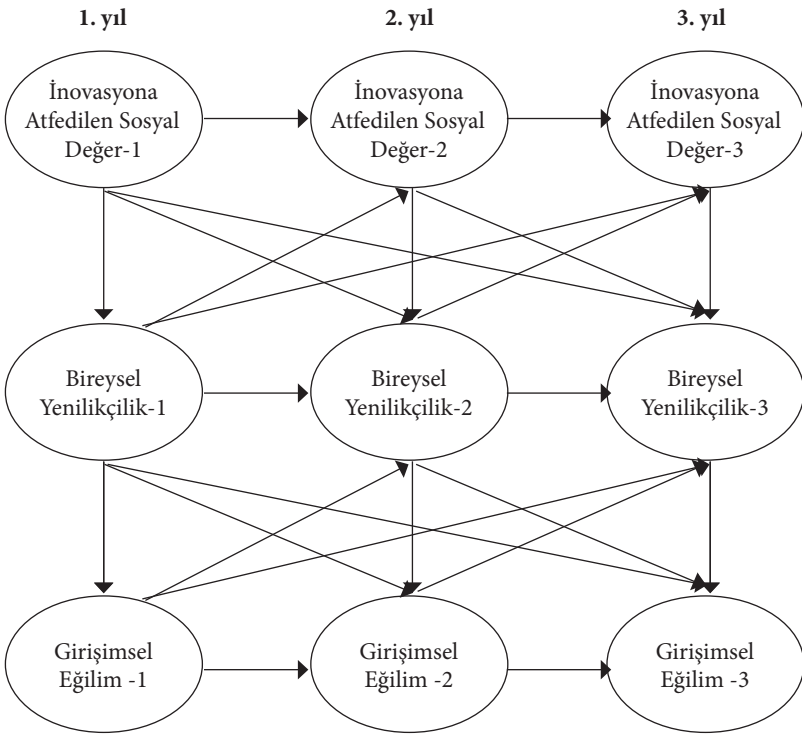 1. yıl
2. yıl
3. yıl
İnovasyona
Atfedilen Sosyal
Değer-1
İnovasyona
Atfedilen Sosyal
Değer-2
İnovasyona
Atfedilen Sosyal
Değer-3
Bireysel
Yenilikçilik-1
Bireysel
Yenilikçilik-2
Bireysel
Yenilikçilik-3
Girişimsel
Eğilim -1
Girişimsel
Eğilim -2
Girişimsel
Eğilim -3